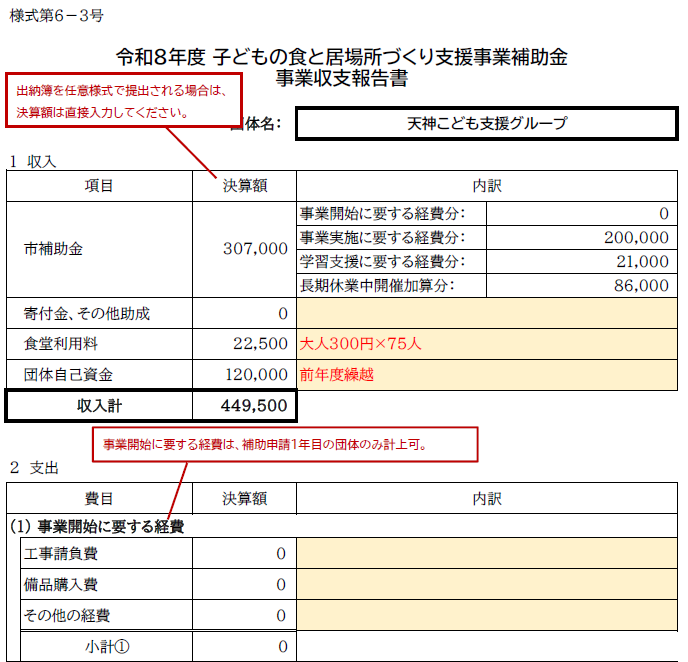 様式第6-3号
令和8年度 子どもの食と居場所づくり支援事業補助金
事業収支報告書
出納簿を任意様式で提出される場合は、
決算額は直接入力してください。
団体名： 天神こども支援グループ
1 収入
項目 決算額 内訳
市補助金 307,000
事業開始に要する経費分： 0
事業実施に要する経費分： 200,000
学習支援に要する経費分： 21,000
長期休業中開催加算分： 86,000
寄付金、その他助成 0
食堂利用料 22,500 大人300円×75人
団体自己資金 120,000 前年度繰越
収入計 449,500
事業開始に要する経費は、補助申請1年目の団体のみ計上可。
2 支出
費目 決算額 内訳
(1) 事業開始に要する経費
工事請負費 0
備品購入費 0
その他の経費 0
小計① 0